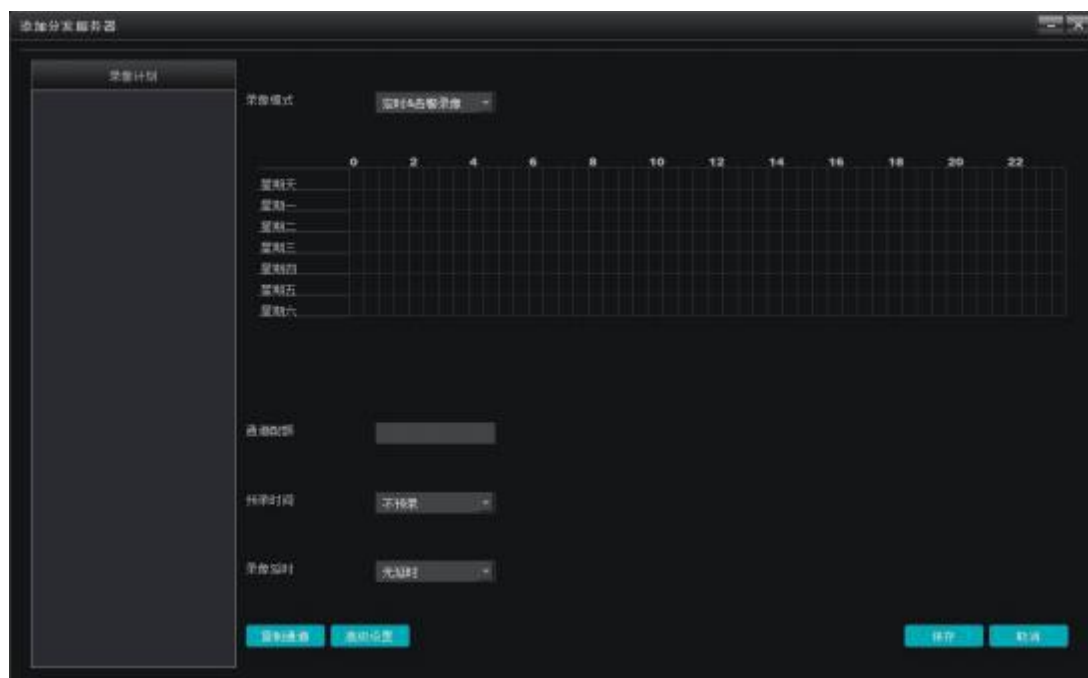 添加分发服务器
录像计划
录像模式
定时&告警录像
0 2 4 6 8 10 12 14 16 18 20 22
星期天
星期一
星期二
星期三
星期四
星期五
星期六
通道配额
预录时间
不预录
录像延时
无延时
复制通道 高级设置 保存 取消